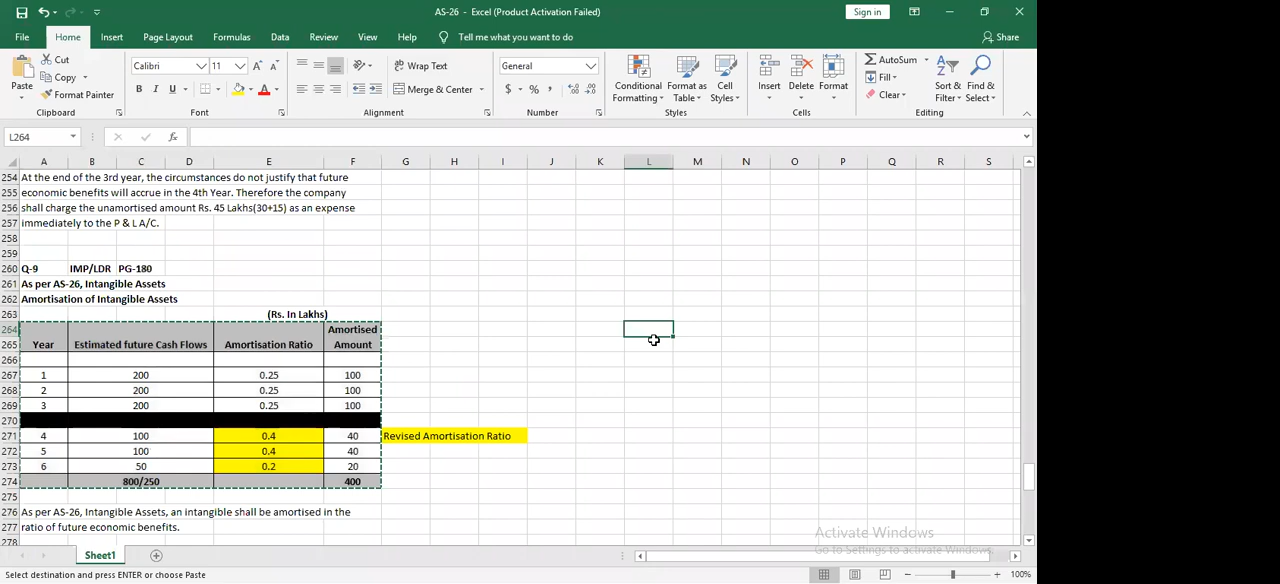 AS-26 - Excel (Product Activation Failed)
Sign in
File Home Insert Page Layout Formulas Data Review View Help Tell me what you want to do
Share
Paste
Cut
Copy
Format Painter
Clipboard
Calibri 11
B I U
Font
Wrap Text
Merge & Center
Alignment
General
$ % ,
Number
Conditional Formatting
Format as Table
Cell Styles
Styles
Insert Delete Format
Cells
AutoSum
Fill
Clear
Sort & Filter
Find & Select
Editing
L264 fx
A B C D E F G H I J K L M N O P Q R S
254 At the end of the 3rd year, the circumstances do not justify that future
255 economic benefits will accrue in the 4th Year. Therefore the company
256 shall charge the unamortised amount Rs. 45 Lakhs(30+15) as an expense
257 immediately to the P & L A/C.
258
259
260 Q-9 IMP/LDR PG-180
261 As per AS-26, Intangible Assets
262 Amortisation of Intangible Assets
263 (Rs. In Lakhs)
264 Amortised
265 Year Estimated future Cash Flows Amortisation Ratio Amount
266
267 1 200 0.25 100
268 2 200 0.25 100
269 3 200 0.25 100
270
271 4 100 0.4 40 Revised Amortisation Ratio
272 5 100 0.4 40
273 6 50 0.2 20
274 800/250 400
275
276 As per AS-26, Intangible Assets, an intangible shall be amortised in the
277 ratio of future economic benefits.
278
Activate Windows
Go to Settings to activate Windows.
Sheet1
Select destination and press ENTER or choose Paste
100%